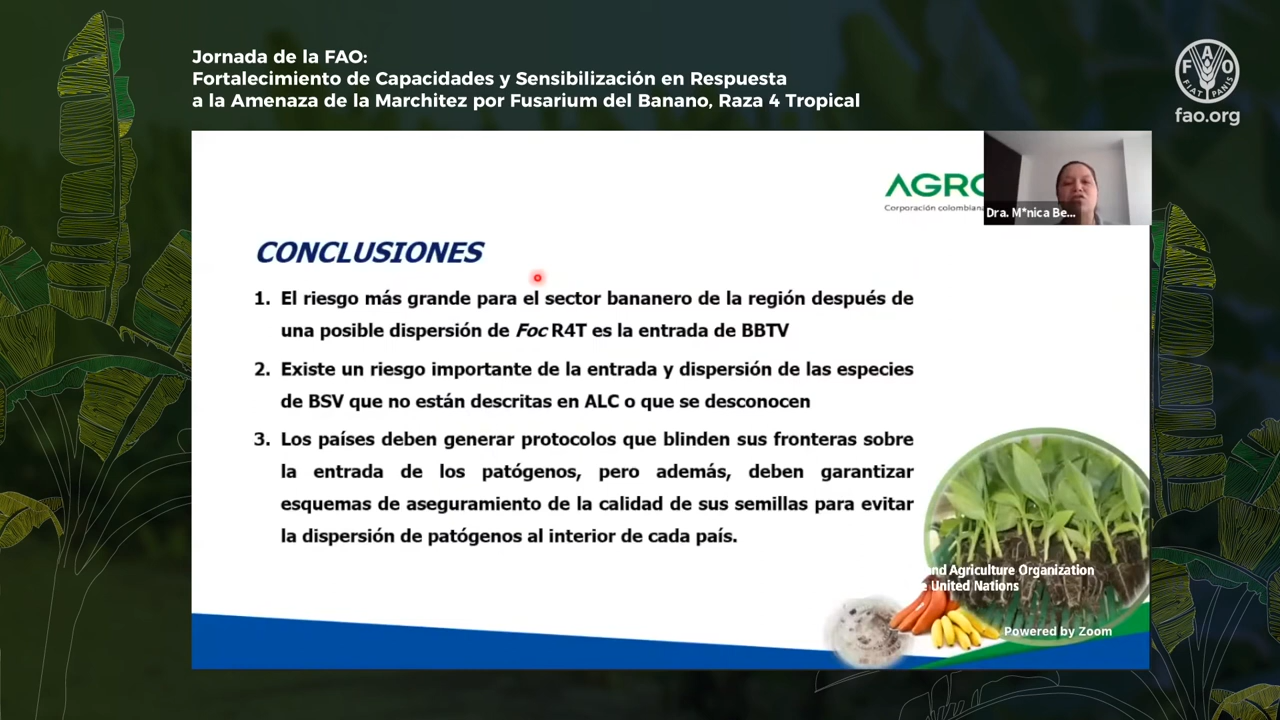 Jornada de la FAO:
Fortalecimiento de Capacidades y Sensibilización en Respuesta
a la Amenaza de la Marchitez por Fusarium del Banano, Raza 4 Tropical
F A O
FIAT PANIS
fao.org
AGRO
Corporación colombiana
Dra. M*nica Be...
CONCLUSIONES
1. El riesgo más grande para el sector bananero de la región después de
una posible dispersión de Foc R4T es la entrada de BBTV
2. Existe un riesgo importante de la entrada y dispersión de las especies
de BSV que no están descritas en ALC o que se desconocen
3. Los países deben generar protocolos que blinden sus fronteras sobre
la entrada de los patógenos, pero además, deben garantizar
esquemas de aseguramiento de la calidad de sus semillas para evitar
la dispersión de patógenos al interior de cada país.
and Agriculture Organization
United Nations
Powered by Zoom